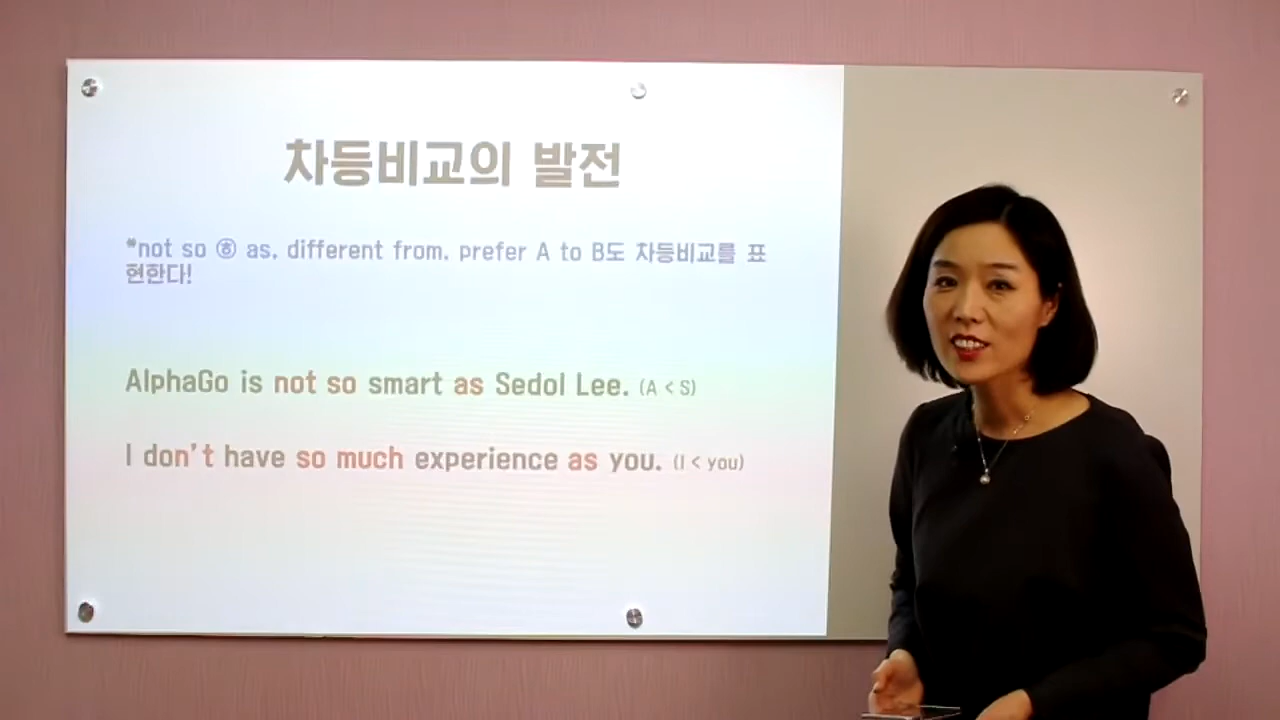 차등비교의 발전
*not so ㉻ as, different from, prefer A to B도 차등비교를 표
현한다!
AlphaGo is not so smart as Sedol Lee. (A < S)
I don't have so much experience as you. (I < you)